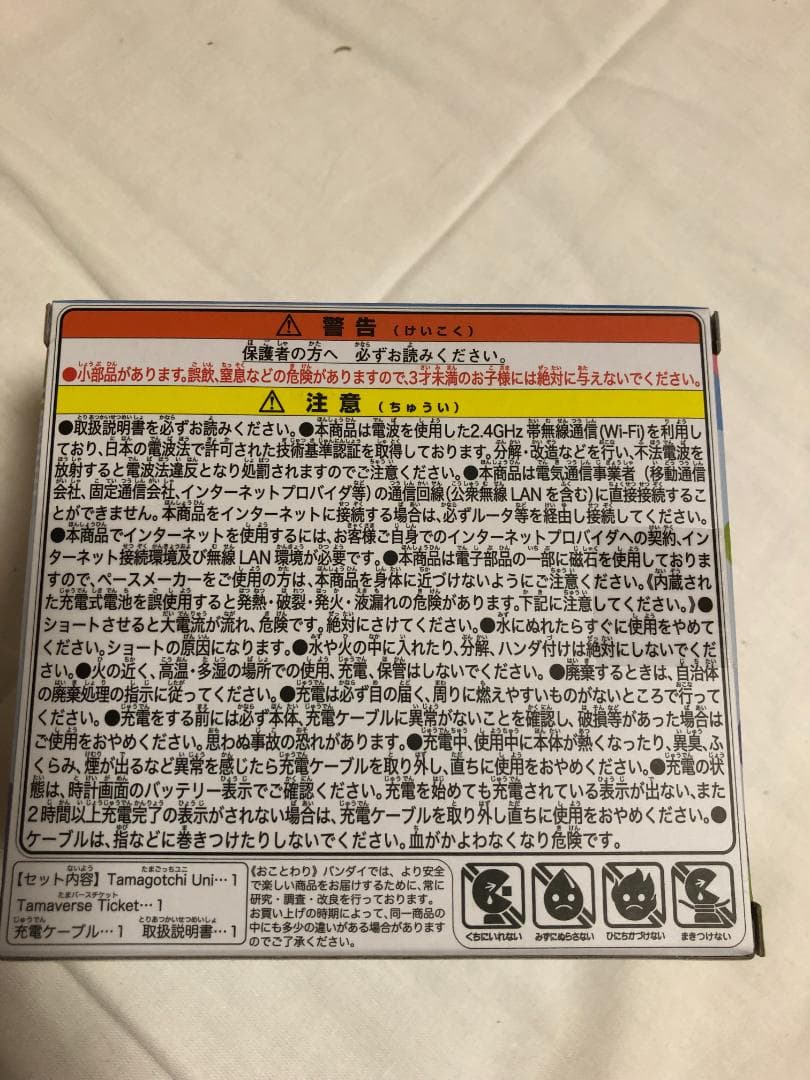 ⚠ 警告 (けいこく)
保護者の方へ 必ずお読みください。
●小部品があります。誤飲、窒息などの危険がありますので、3才未満のお子様には絶対に与えないでください。
⚠ 注意 (ちゅうい)
●取扱説明書を必ずお読みください。●本商品は電波を使用した2.4GHz 帯無線通信(Wi-Fi)を利用し
ており、日本の電波法で許可された技術基準認証を取得しております。分解・改造などを行い、不法電波を
放射すると電波法違反となり処罰されますのでご注意ください。●本商品は電気通信事業者（移動通信
会社、固定通信会社、インターネットプロバイダ等）の通信回線(公衆無線 LANを含む)に直接接続するこ
とができません。本商品をインターネットに接続する場合は、必ずルータ等を経由し接続してください。
●本商品でインターネットを使用するには、お客様ご自身でのインターネットプロバイダへの契約、インタ
ーネット接続環境及び無線 LAN 環境が必要です。●本商品は電子部品の一部に磁石を使用しております
ので、ペースメーカーをご使用の方は、本商品を身体に近づけないようにご注意ください。《内蔵され
た充電式電池を誤使用すると発熱・破裂・発火・液漏れの危険があります。下記に注意してください。》●
ショートさせると大電流が流れ、危険です。絶対にさけてください。●水にぬれたらすぐに使用をやめて
ください。ショートの原因になります。●水や火の中に入れたり、分解、ハンダ付けは絶対にしないでくだ
さい。●火の近く、高温・多湿の場所での使用、充電、保管はしないでください。●廃棄するときは、自治体
の廃棄処理の指示に従ってください。●充電は必ず目の届く、周りに燃えやすいものがないところで行って
ください。●充電をする前には必ず本体、充電ケーブルに異常がないことを確認し、破損等があった場合は
ご使用をおやめください。思わぬ事故の恐れがあります。●充電中、使用中に本体が熱くなったり、異臭、ふ
くらみ、煙が出るなど異常を感じたら充電ケーブルを取り外し、直ちに使用をおやめください。●充電の状
態は、時計画面のバッテリー表示でご確認ください。充電を始めても充電されている表示が出ない、また
2時間以上充電完了の表示がされない場合は、充電ケーブルを取り外し直ちに使用をおやめください。●
ケーブルは、指などに巻きつけたりしないでください。血がかよわなくなり危険です。
【セット内容】Tamagotchi Uni…1
Tamaverse Ticket…1
充電ケーブル…1 取扱説明書…1
《おことわり》バンダイでは、より安全
で楽しい商品をお届けするために、常に
研究・調査・改良を行っております。
お買い上げの時期によって、同一商品の
中にも多少の違いがある場合があります
のでご了承ください。
くちにいれない みずにぬらさない ひにちかづけない まきつけない